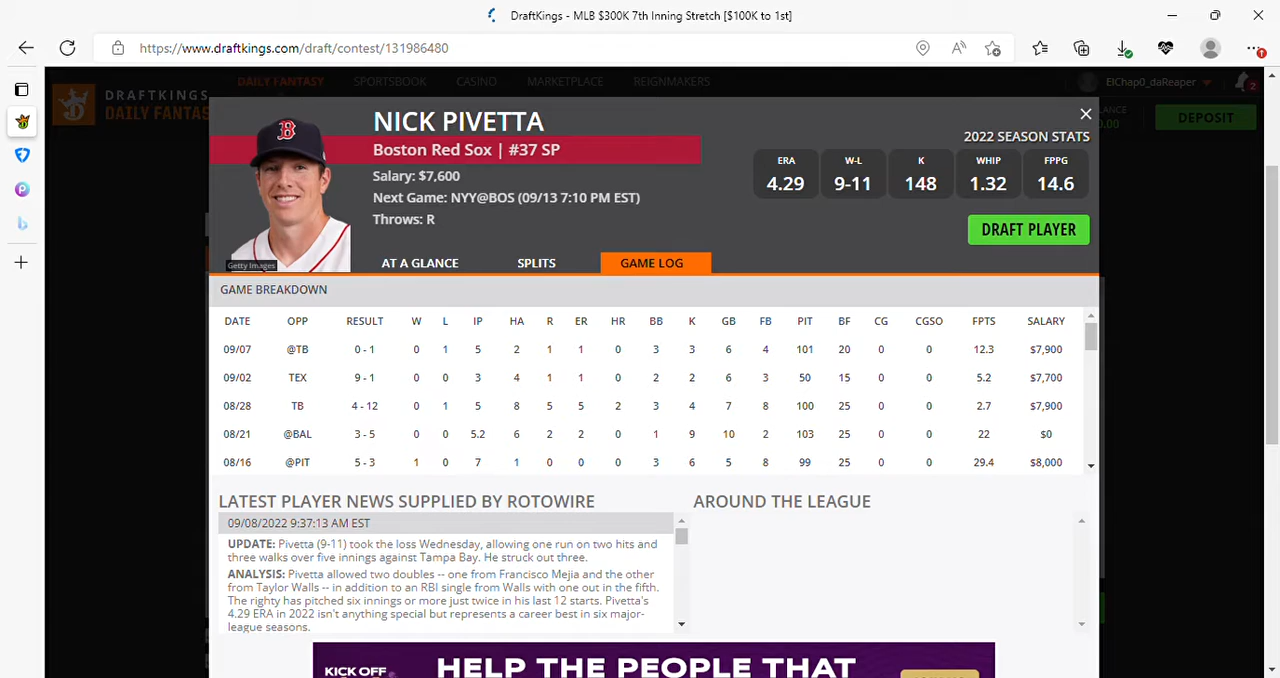 DraftKings - MLB $300K 7th Inning Stretch [$100K to 1st]
https://www.draftkings.com/draft/contest/131986480
DRAFTKINGS
DAILY FANTAS
DAILY FANTASY SPORTSBOOK CASINO MARKETPLACE REIGNMAKERS
ElChap0_daReaper
2
DEPOSIT
NICK PIVETTA
Boston Red Sox | #37 SP
Salary: $7,600
Next Game: NYY@BOS (09/13 7:10 PM EST)
Throws: R
B
Getty Images
2022 SEASON STATS
ERA W-L K WHIP FPPG
4.29 9-11 148 1.32 14.6
DRAFT PLAYER
AT A GLANCE SPLITS GAME LOG
GAME BREAKDOWN
DATE OPP RESULT W L IP HA R ER HR BB K GB FB PIT BF CG CGSO FPTS SALARY
09/07 @TB 0 - 1 0 1 5 2 1 1 0 3 3 6 4 101 20 0 0 12.3 $7,900
09/02 TEX 9 - 1 0 0 3 4 1 1 0 2 2 6 3 50 15 0 0 5.2 $7,700
08/28 TB 4 - 12 0 1 5 8 5 5 2 3 4 7 8 100 25 0 0 2.7 $7,900
08/21 @BAL 3 - 5 0 0 5.2 6 2 2 0 1 9 10 2 103 25 0 0 22 $0
08/16 @PIT 5 - 3 1 0 7 1 0 0 0 3 6 5 8 99 25 0 0 29.4 $8,000
LATEST PLAYER NEWS SUPPLIED BY ROTOWIRE
09/08/2022 9:37:13 AM EST
UPDATE: Pivetta (9-11) took the loss Wednesday, allowing one run on two hits and
three walks over five innings against Tampa Bay. He struck out three.
ANALYSIS: Pivetta allowed two doubles -- one from Francisco Mejia and the other
from Taylor Walls -- in addition to an RBI single from Walls with one out in the fifth.
The righty has pitched six innings or more just twice in his last 12 starts. Pivetta's
4.29 ERA in 2022 isn't anything special but represents a career best in six major-
league seasons.
AROUND THE LEAGUE
KICK OFF
HELP THE PEOPLE THAT